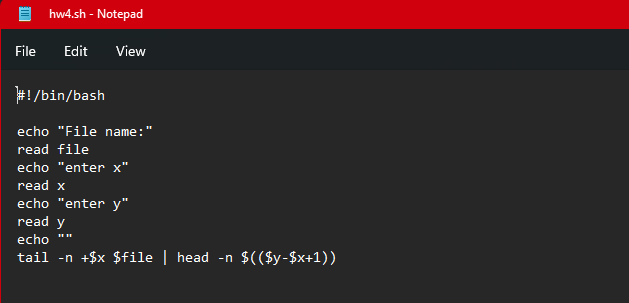 hw4.sh - Notepad
File Edit View
#!/bin/bash
echo "File name:"
read file
echo "enter x"
read x
echo "enter y"
read y
echo ""
tail -n +$x $file | head -n $(($y-$x+1))